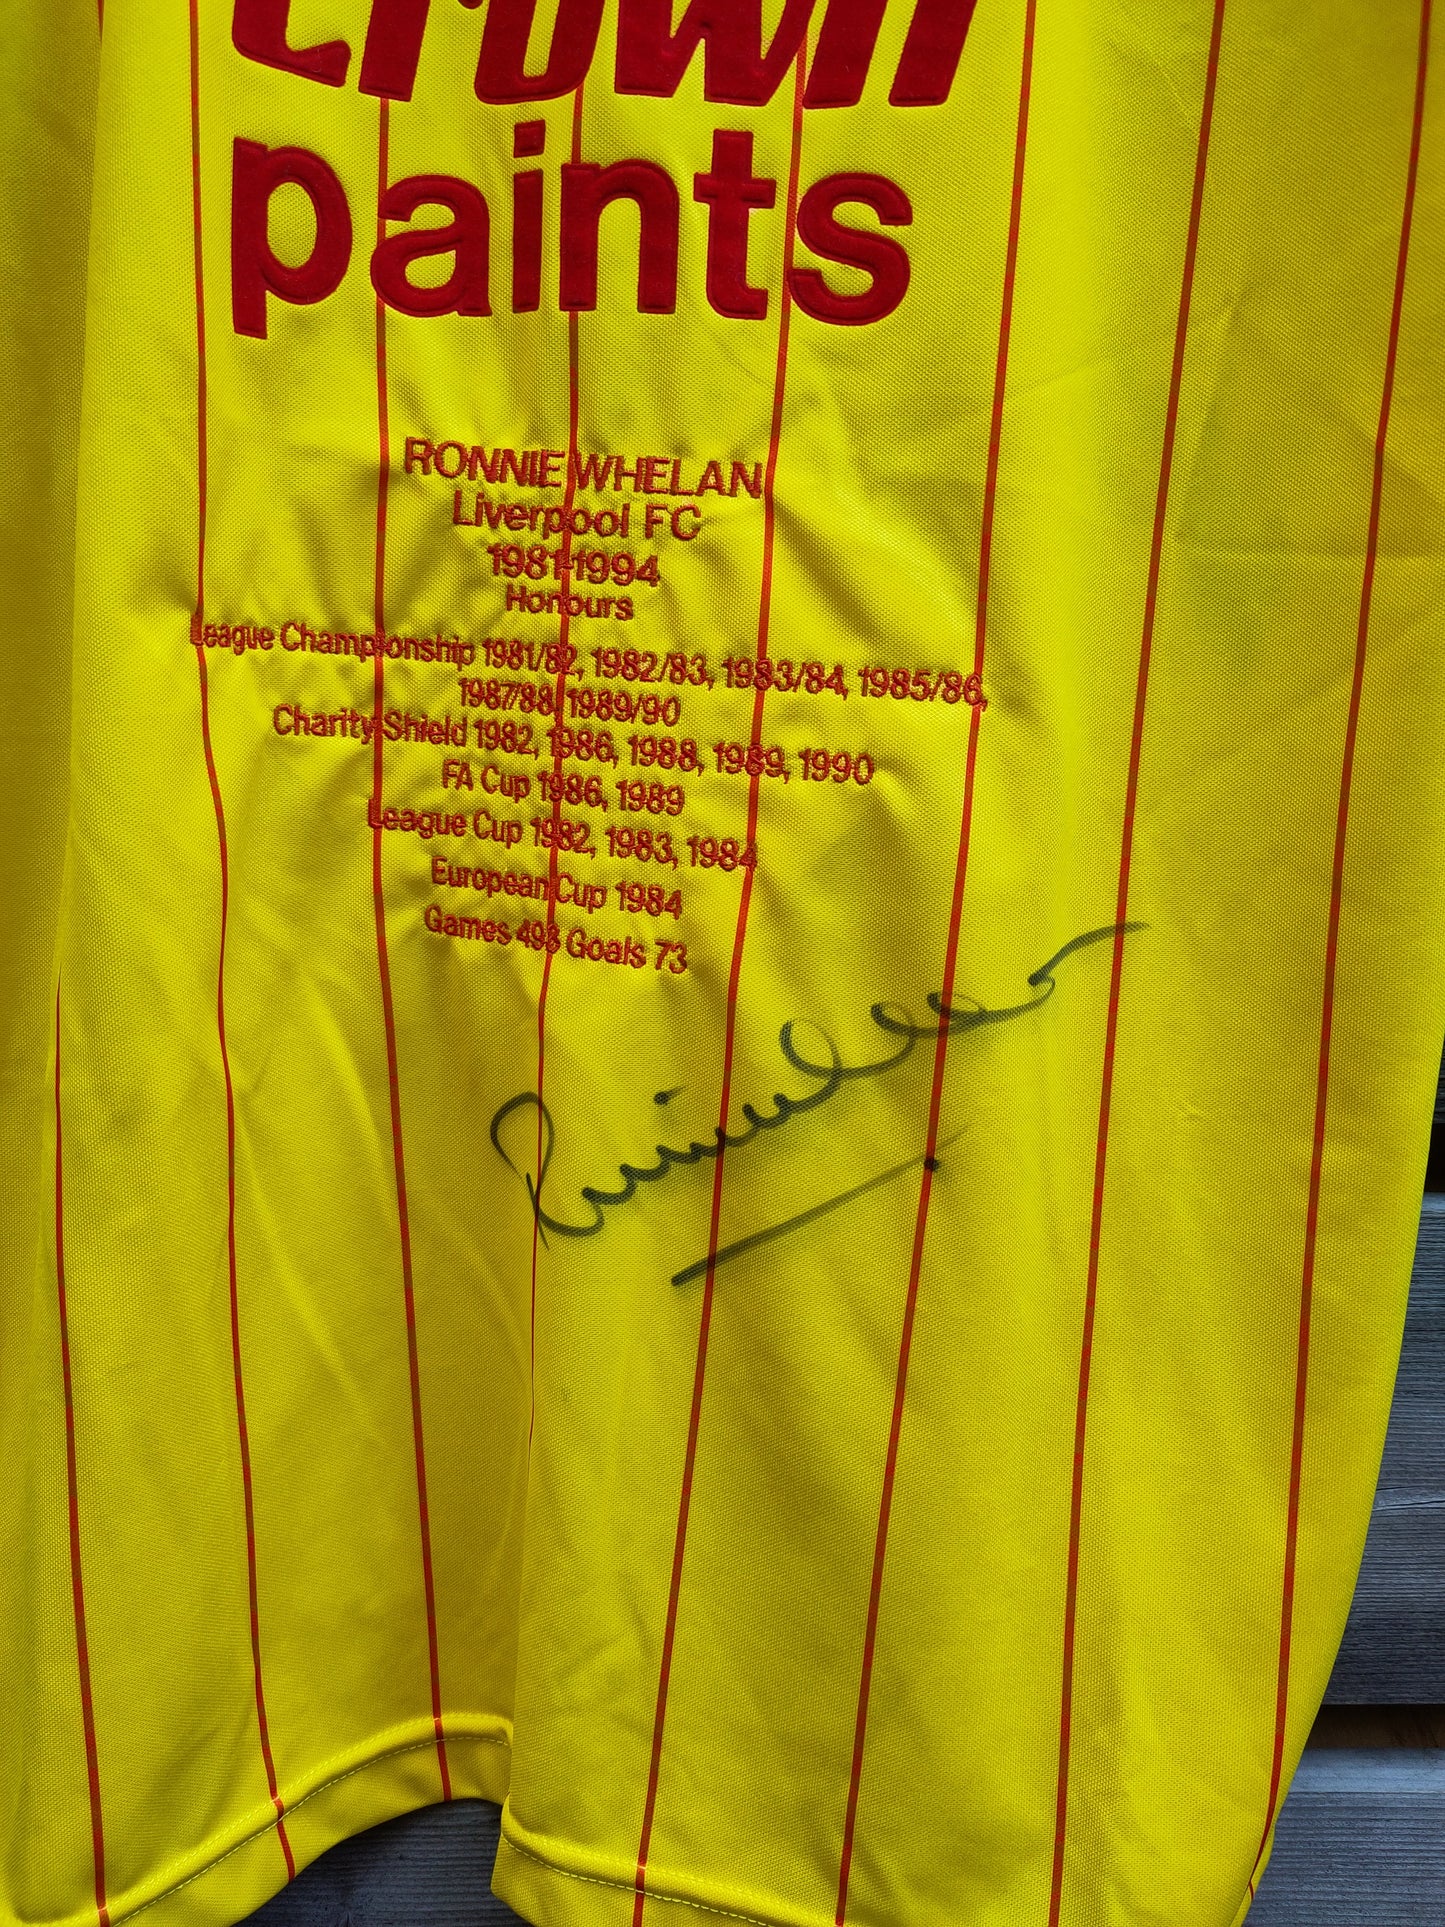 Crown
paints
RONNIE WHELAN
Liverpool FC
1981-1994
Honours
League Championship 1981/82, 1982/83, 1983/84, 1985/86,
1987/88, 1989/90
Charity Shield 1982, 1986, 1988, 1989, 1990
FA Cup 1986, 1989
League Cup 1982, 1983, 1984
European Cup 1984
Games 493 Goals 73